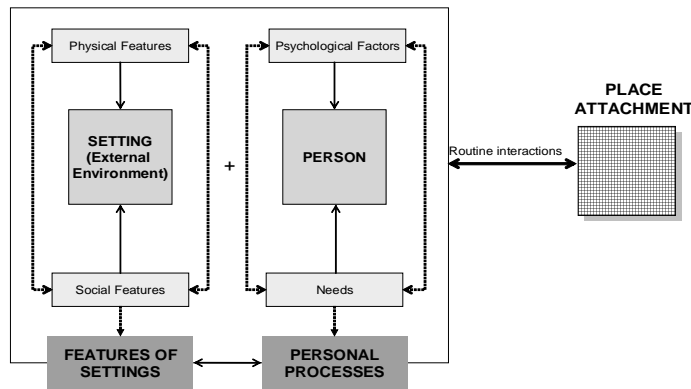 Physical Features
Psychological Factors
PLACE
ATTACHMENT
SETTING
(External
Environment)
+
PERSON
Routine interactions
Social Features
Needs
FEATURES OF
SETTINGS
PERSONAL
PROCESSES